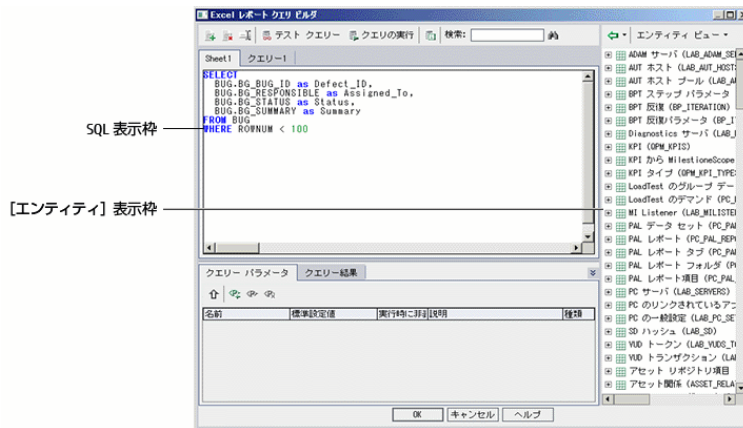 Excel レポート クエリ ビルダ
テスト クエリー クエリの実行 検索:
エンティティ ビュー
Sheet1 クエリー1
SELECT
BUG.BG_BUG_ID as Defect_ID,
BUG.BG_RESPONSIBLE as Assigned_To,
BUG.BG_STATUS as Status,
BUG.BG_SUMMARY as Summary
FROM BUG
WHERE ROWNUM < 100
SQL 表示枠
[エンティティ] 表示枠
ADAM サーバ (LAB_ADAM_SE
AUT ホスト (LAB_AUT_HOST
AUT ホスト プール (LAB_A
BPT ステップ パラメータ
BPT 反復 (BP_ITERATION)
BPT 反復パラメータ (BP_I
Diagnostics サーバ (LAB_
KPI (QPM_KPIS)
KPI から MilestioneScope
KPI タイプ (QPM_KPI_TYPE
LoadTest のグループ デー
LoadTest のデマンド (PC_
MI Listener (LAB_MILISTE
PAL データ セット (PC_PA
PAL レポート (PC_PAL_REP
PAL レポート タブ (PC_PA
PAL レポート フォルダ (P
PAL レポート項目 (PC_PAL_
PC サーバ (LAB_SERVERS)
PC のリンクされているア
PC の一般設定 (LAB_PC_SE
SD ハッシュ (LAB_SD)
VUD トークン (LAB_VUDS_T
VUD トランザクション (LA
アセット リポジトリ項目
アセット関係 (ASSET_RELA
クエリー パラメータ クエリー結果
名前 標準設定値 実行時に非 説明 種類
OK キャンセル ヘルプ